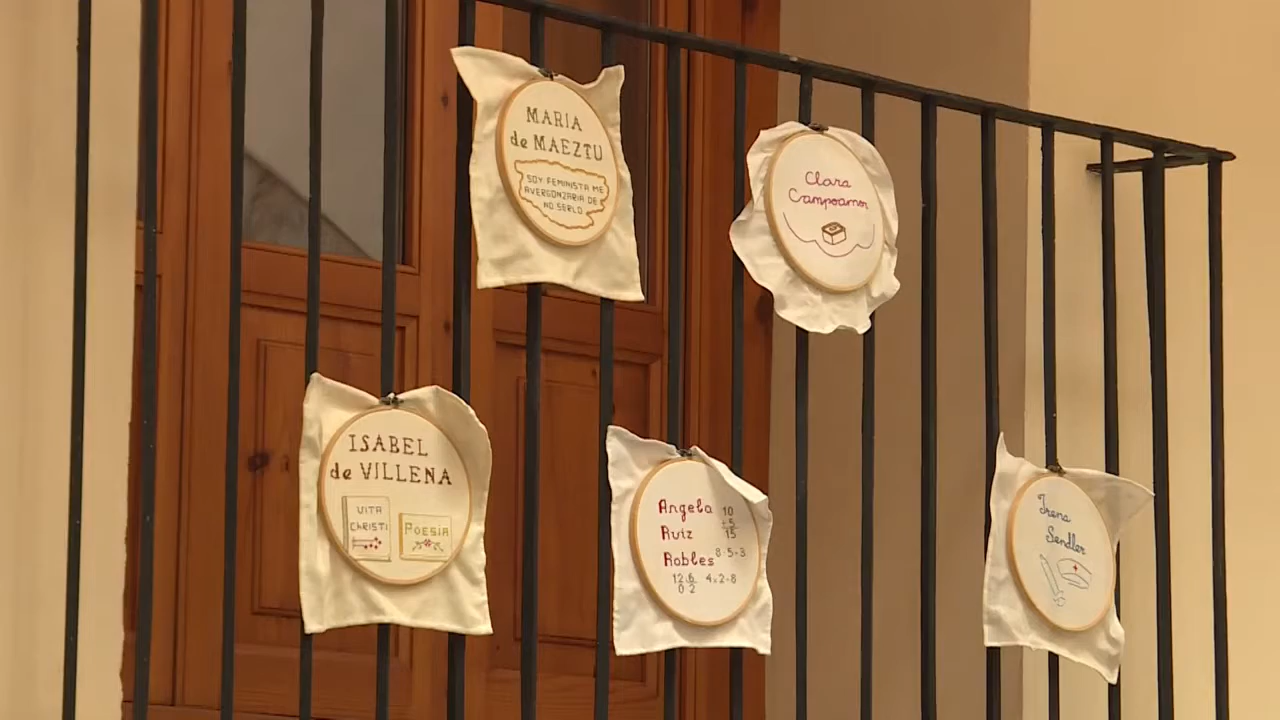 MARIA
de MAEZTU
SOY FEMINISTA ME
AVERGONZARIA DE
NO SERLO
Clara
Campoamor
ISABEL
de VILLENA
VITA
CHRISTI
POESIA
Angela
Ruiz
Robles
10
+5
15
8-5=3
12 6
0 2
4×2=8
Irena
Sendler